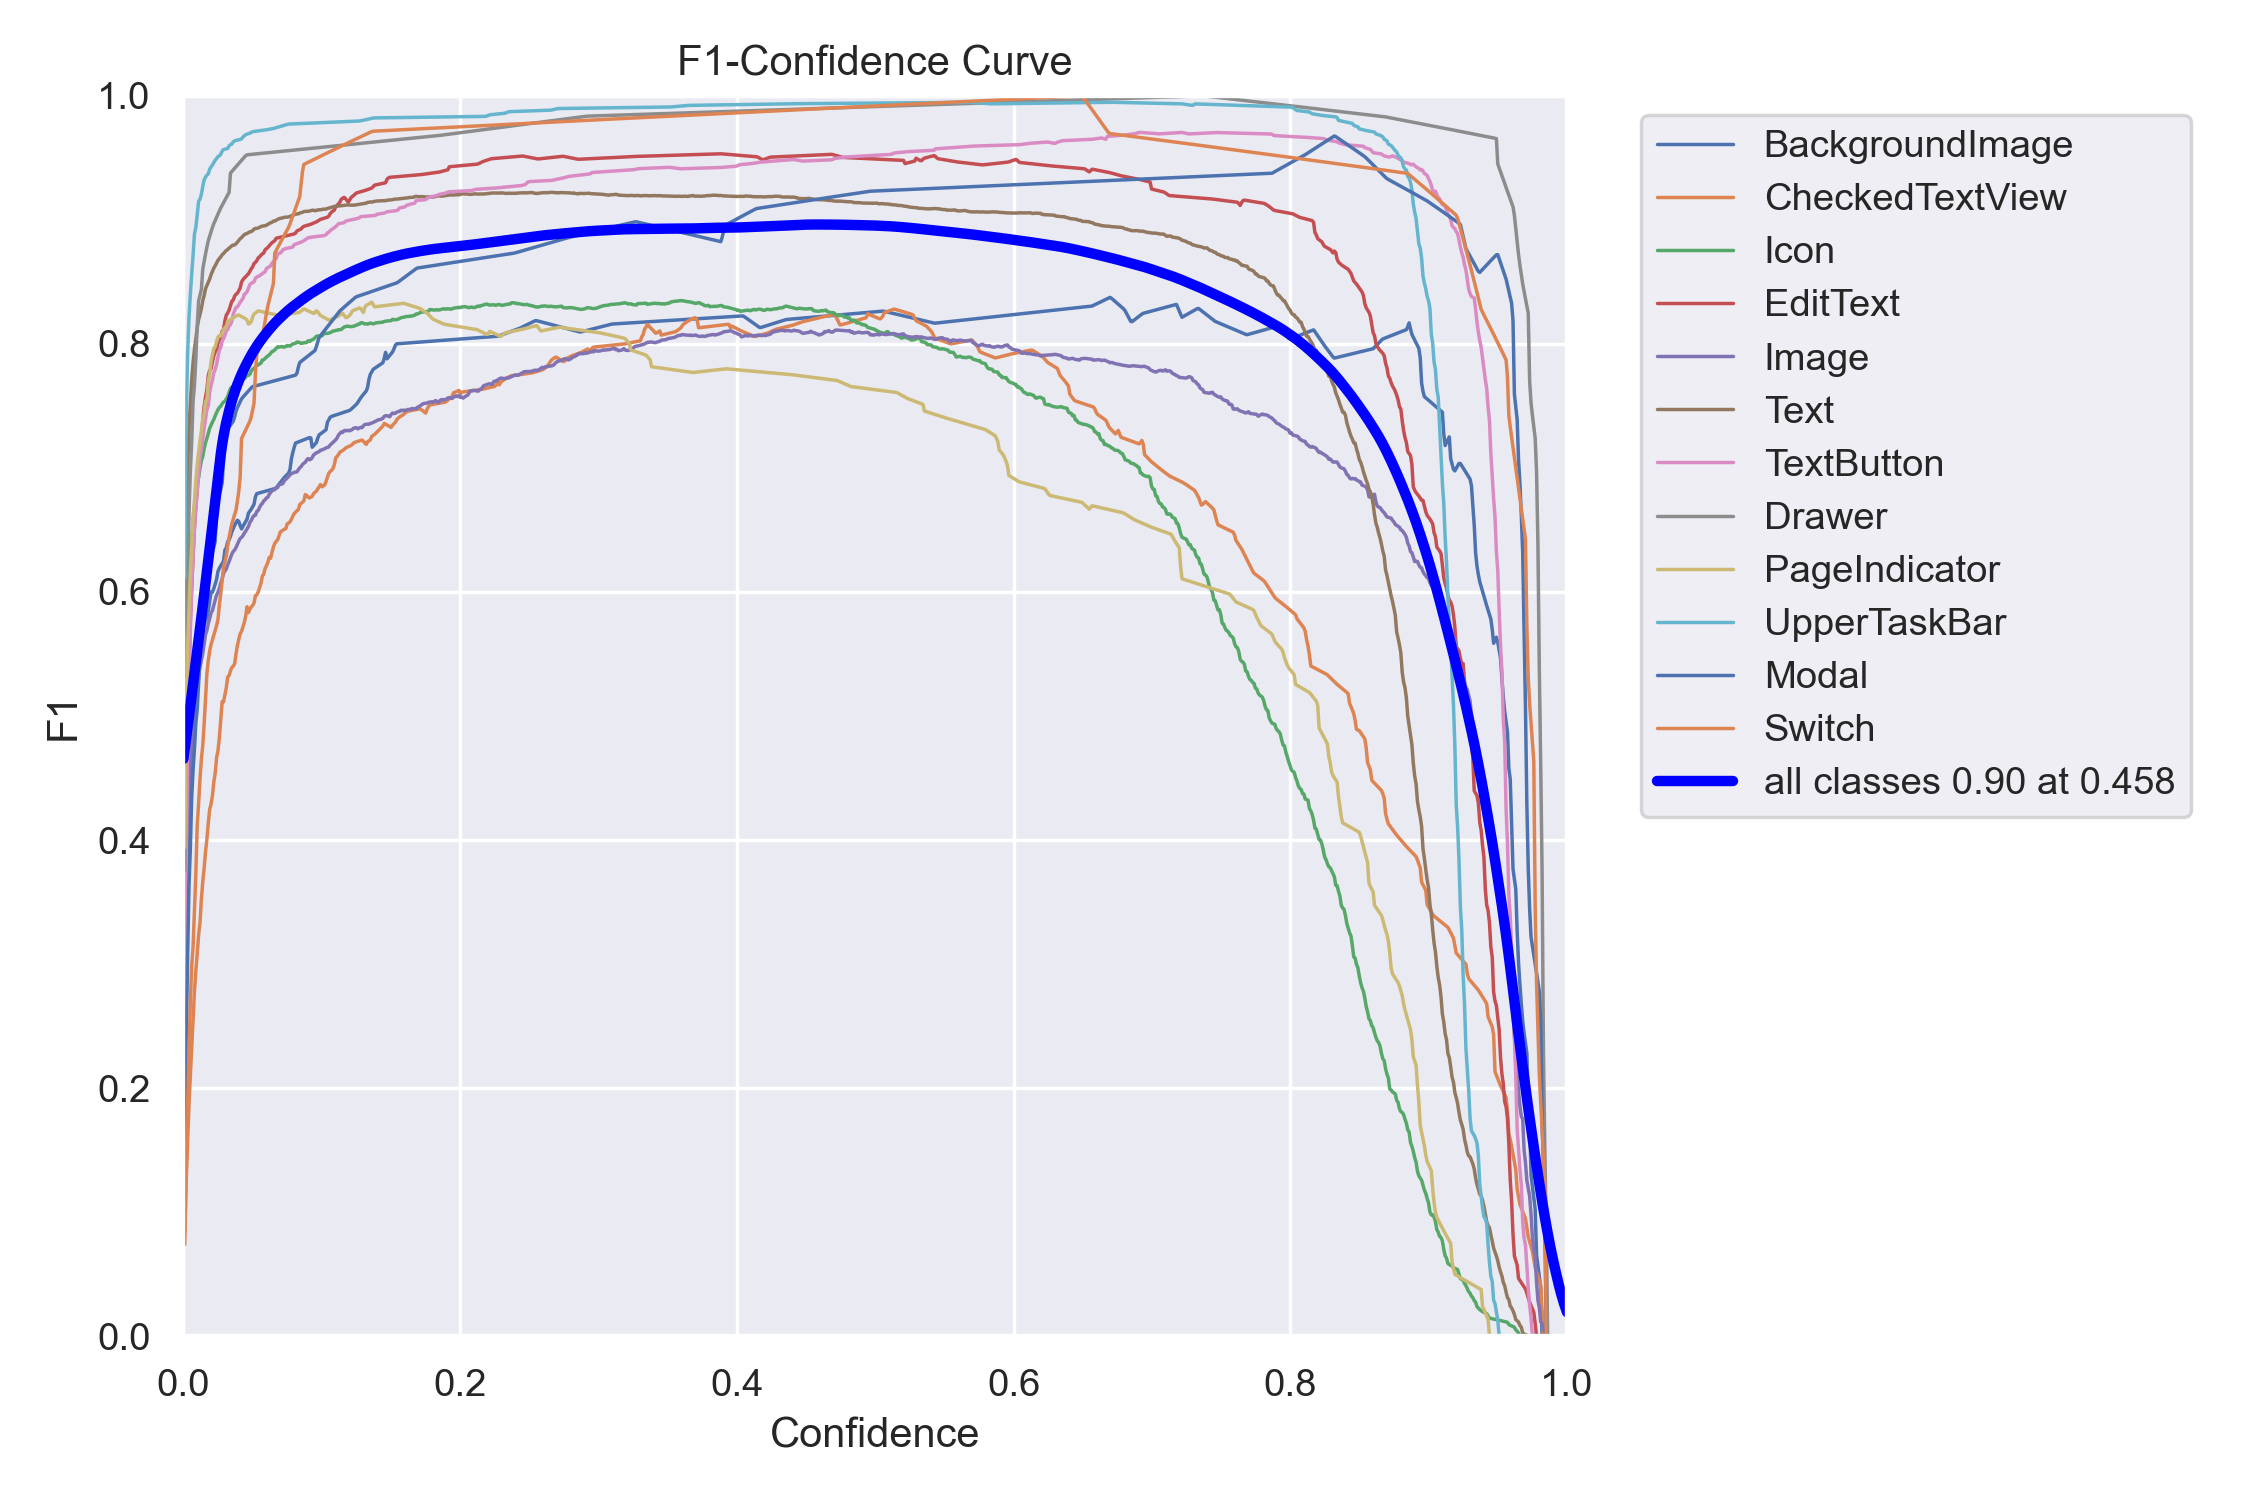 F1-Confidence Curve
1.0
0.8
0.6
0.4
0.2
0.0
F1
0.0 0.2 0.4 0.6 0.8 1.0
Confidence
BackgroundImage
CheckedTextView
Icon
EditText
Image
Text
TextButton
Drawer
PageIndicator
UpperTaskBar
Modal
Switch
all classes 0.90 at 0.458